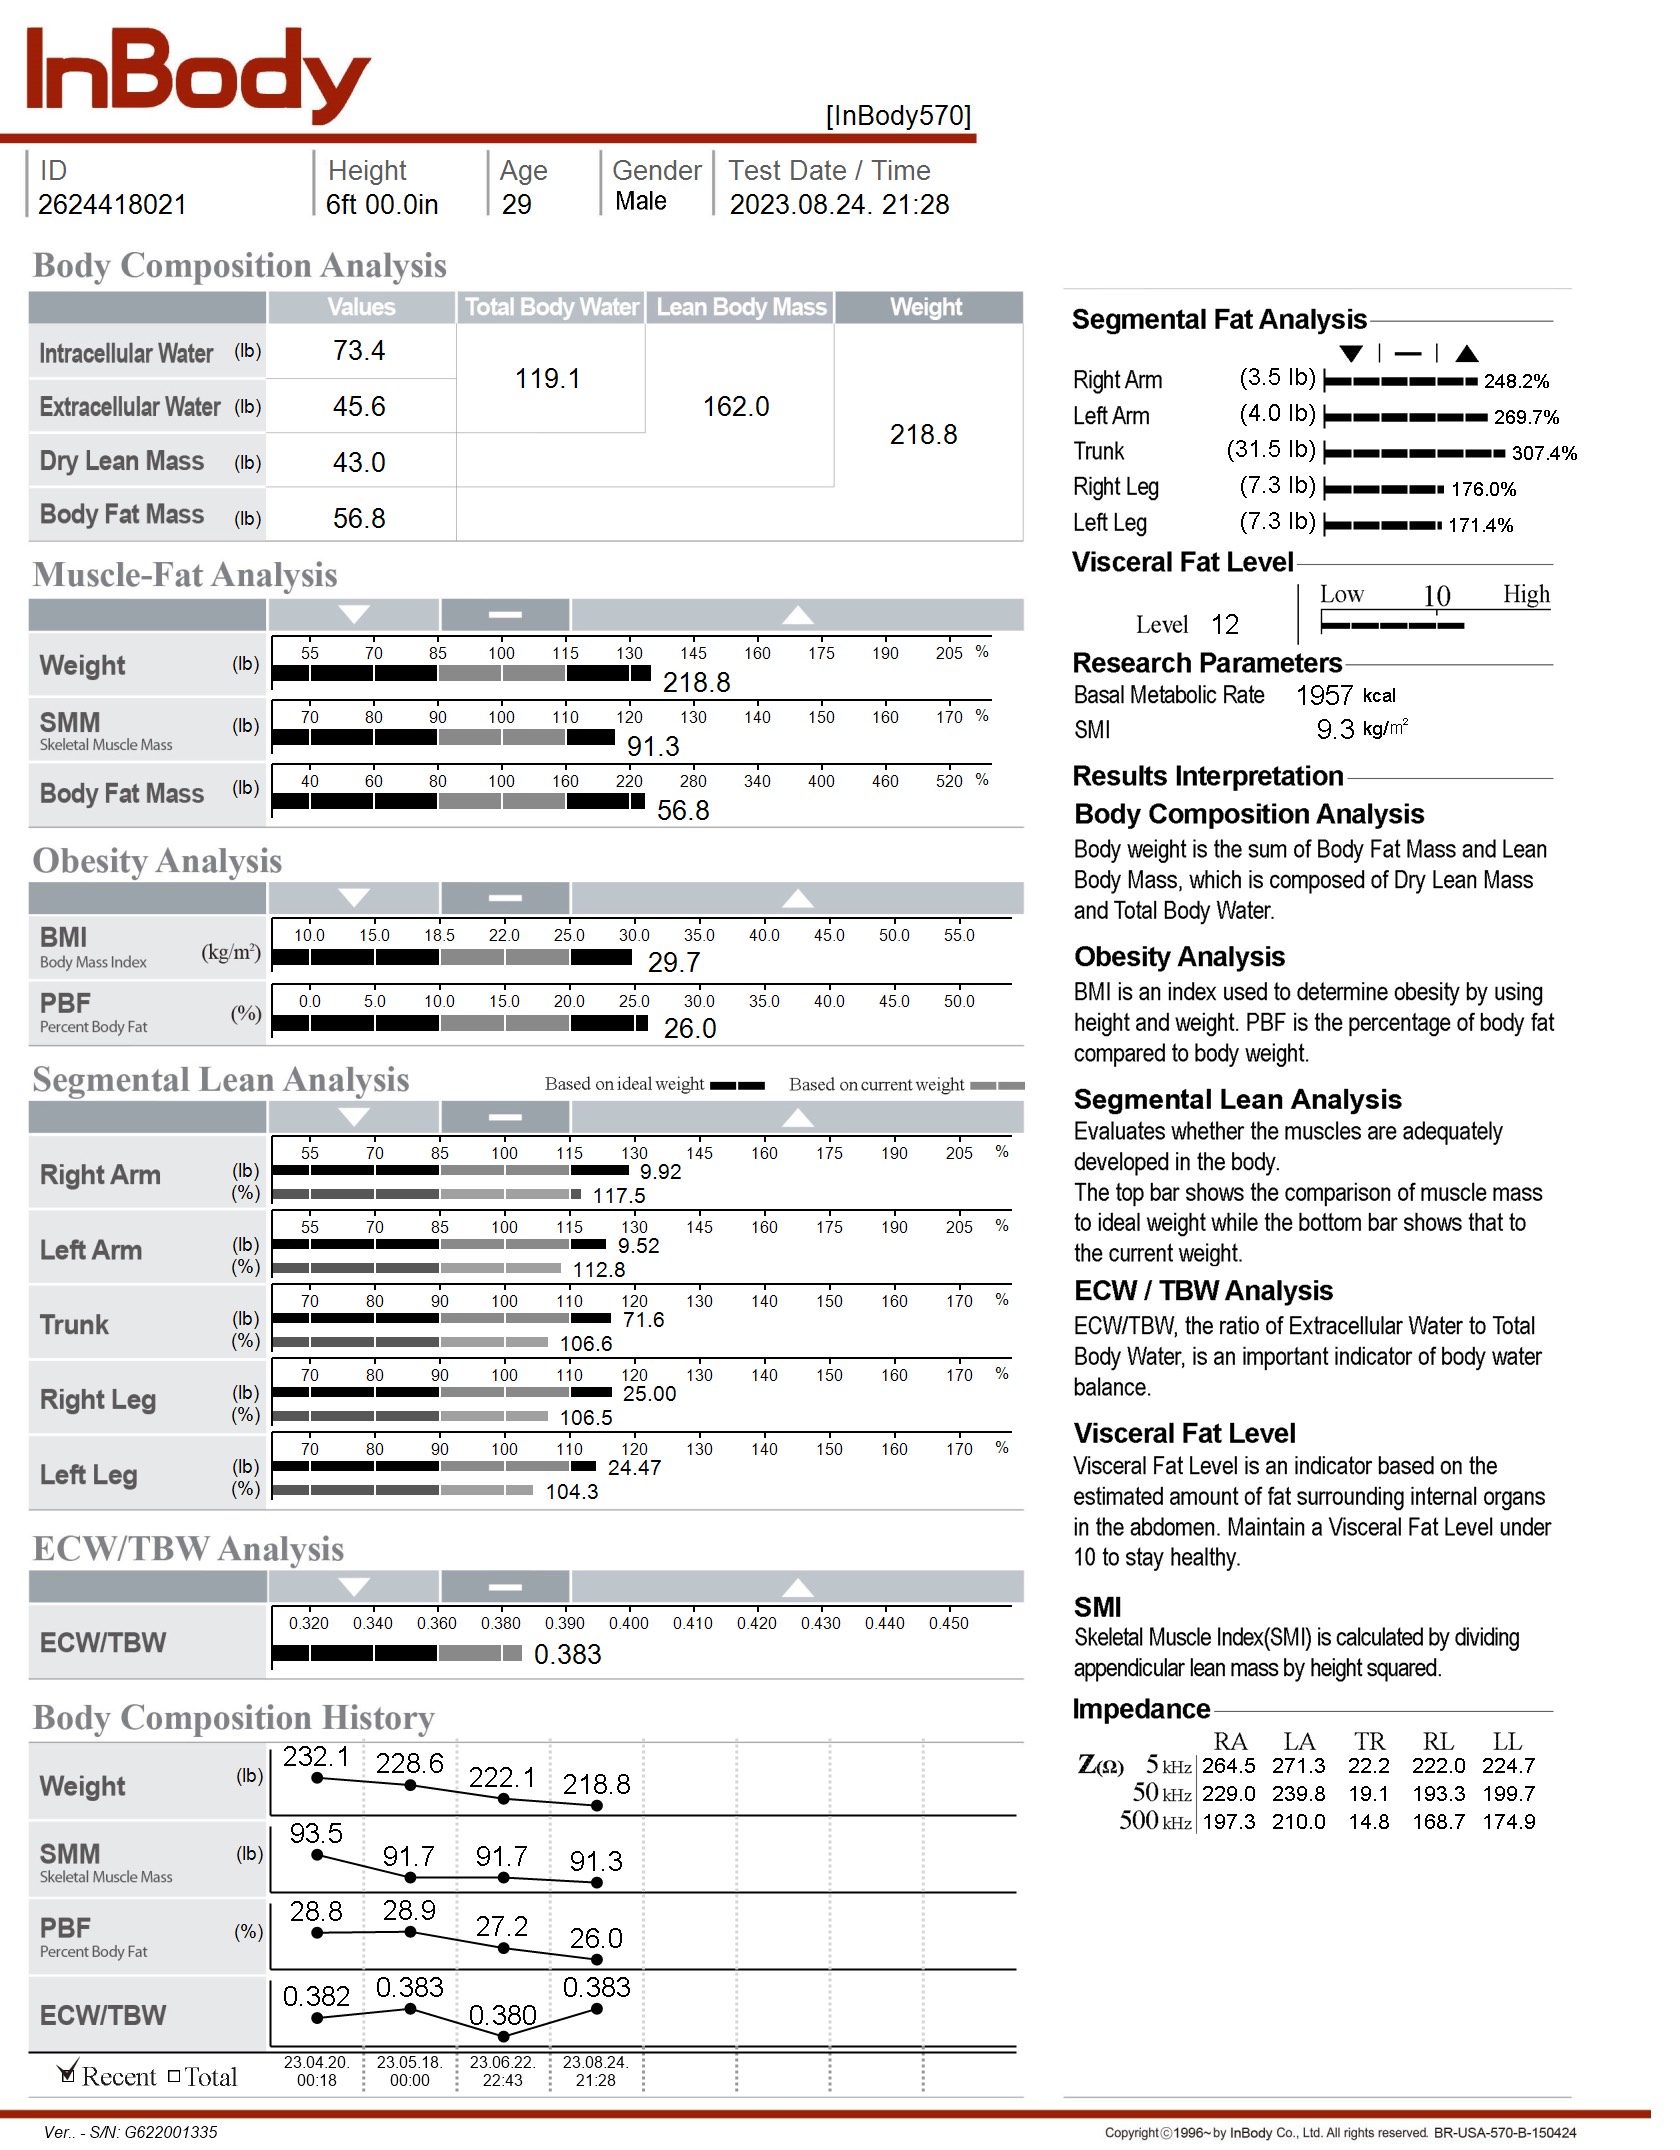 InBody
[InBody570]
ID Height Age Gender Test Date / Time
2624418021 6ft 00.0in 29 Male 2023.08.24. 21:28
Body Composition Analysis
Values Total Body Water Lean Body Mass Weight
Intracellular Water (lb) 73.4
119.1
Extracellular Water (lb) 45.6
162.0
218.8
Dry Lean Mass (lb) 43.0
Body Fat Mass (lb) 56.8
Muscle-Fat Analysis
55 70 85 100 115 130 145 160 175 190 205 %
Weight (lb) 218.8
70 80 90 100 110 120 130 140 150 160 170 %
SMM (lb) 91.3
Skeletal Muscle Mass
40 60 80 100 160 220 280 340 400 460 520 %
Body Fat Mass (lb) 56.8
Obesity Analysis
10.0 15.0 18.5 22.0 25.0 30.0 35.0 40.0 45.0 50.0 55.0
BMI (kg/m²) 29.7
Body Mass Index
0.0 5.0 10.0 15.0 20.0 25.0 30.0 35.0 40.0 45.0 50.0
PBF (%) 26.0
Percent Body Fat
Segmental Lean Analysis Based on ideal weight Based on current weight
55 70 85 100 115 130 145 160 175 190 205 %
Right Arm (lb) 9.92
(%) 117.5
55 70 85 100 115 130 145 160 175 190 205 %
Left Arm (lb) 9.52
(%) 112.8
70 80 90 100 110 120 130 140 150 160 170 %
Trunk (lb) 71.6
(%) 106.6
70 80 90 100 110 120 130 140 150 160 170 %
Right Leg (lb) 25.00
(%) 106.5
70 80 90 100 110 120 130 140 150 160 170 %
Left Leg (lb) 24.47
(%) 104.3
ECW/TBW Analysis
0.320 0.340 0.360 0.380 0.390 0.400 0.410 0.420 0.430 0.440 0.450
ECW/TBW 0.383
Body Composition History
Weight (lb) 232.1 228.6 222.1 218.8
SMM (lb) 93.5 91.7 91.7 91.3
Skeletal Muscle Mass
PBF (%) 28.8 28.9 27.2 26.0
Percent Body Fat
ECW/TBW 0.382 0.383 0.380 0.383
Recent Total
23.04.20. 23.05.18. 23.06.22. 23.08.24.
00:18 00:00 22:43 21:28
Segmental Fat Analysis
Right Arm (3.5 lb) 248.2%
Left Arm (4.0 lb) 269.7%
Trunk (31.5 lb) 307.4%
Right Leg (7.3 lb) 176.0%
Left Leg (7.3 lb) 171.4%
Visceral Fat Level
Low 10 High
Level 12
Research Parameters
Basal Metabolic Rate 1957 kcal
SMI 9.3 kg/m²
Results Interpretation
Body Composition Analysis
Body weight is the sum of Body Fat Mass and Lean
Body Mass, which is composed of Dry Lean Mass
and Total Body Water.
Obesity Analysis
BMI is an index used to determine obesity by using
height and weight. PBF is the percentage of body fat
compared to body weight.
Segmental Lean Analysis
Evaluates whether the muscles are adequately
developed in the body.
The top bar shows the comparison of muscle mass
to ideal weight while the bottom bar shows that to
the current weight.
ECW / TBW Analysis
ECW/TBW, the ratio of Extracellular Water to Total
Body Water, is an important indicator of body water
balance.
Visceral Fat Level
Visceral Fat Level is an indicator based on the
estimated amount of fat surrounding internal organs
in the abdomen. Maintain a Visceral Fat Level under
10 to stay healthy.
SMI
Skeletal Muscle Index(SMI) is calculated by dividing
appendicular lean mass by height squared.
Impedance
RA LA TR RL LL
Z(Ω) 5 kHz 264.5 271.3 22.2 222.0 224.7
50 kHz 229.0 239.8 19.1 193.3 199.7
500 kHz 197.3 210.0 14.8 168.7 174.9
Ver.. - S/N: G622001335
Copyright©1996~ by InBody Co., Ltd. All rights reserved. BR-USA-570-B-150424